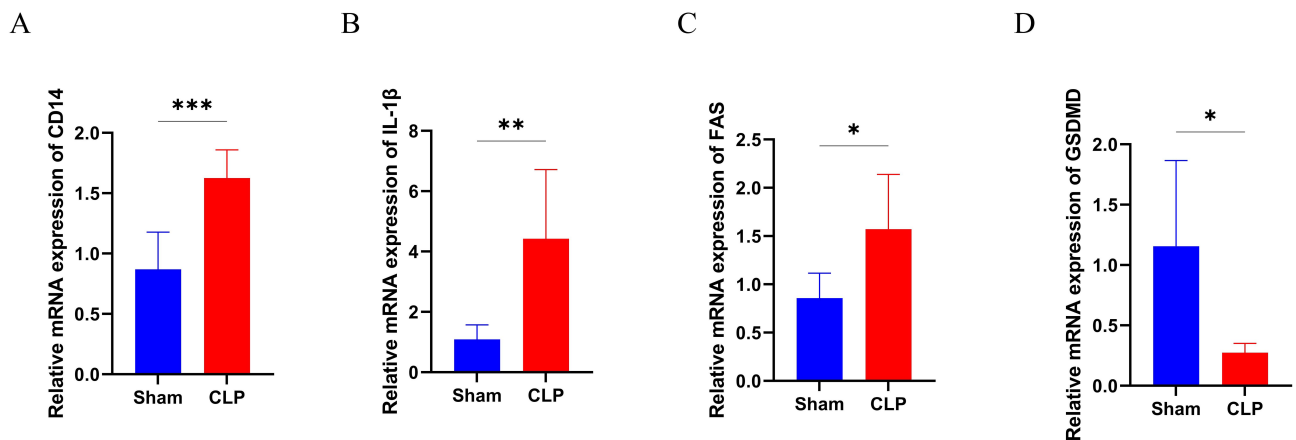 A
B
C
D
Relative mRNA expression of CD14
2.0
1.5
1.0
0.5
0.0
***
Sham
CLP
Relative mRNA expression of IL-1β
8
6
4
2
0
**
Sham
CLP
Relative mRNA expression of FAS
2.5
2.0
1.5
1.0
0.5
0.0
*
Sham
CLP
Relative mRNA expression of GSDMD
2.0
1.5
1.0
0.5
0.0
*
Sham
CLP